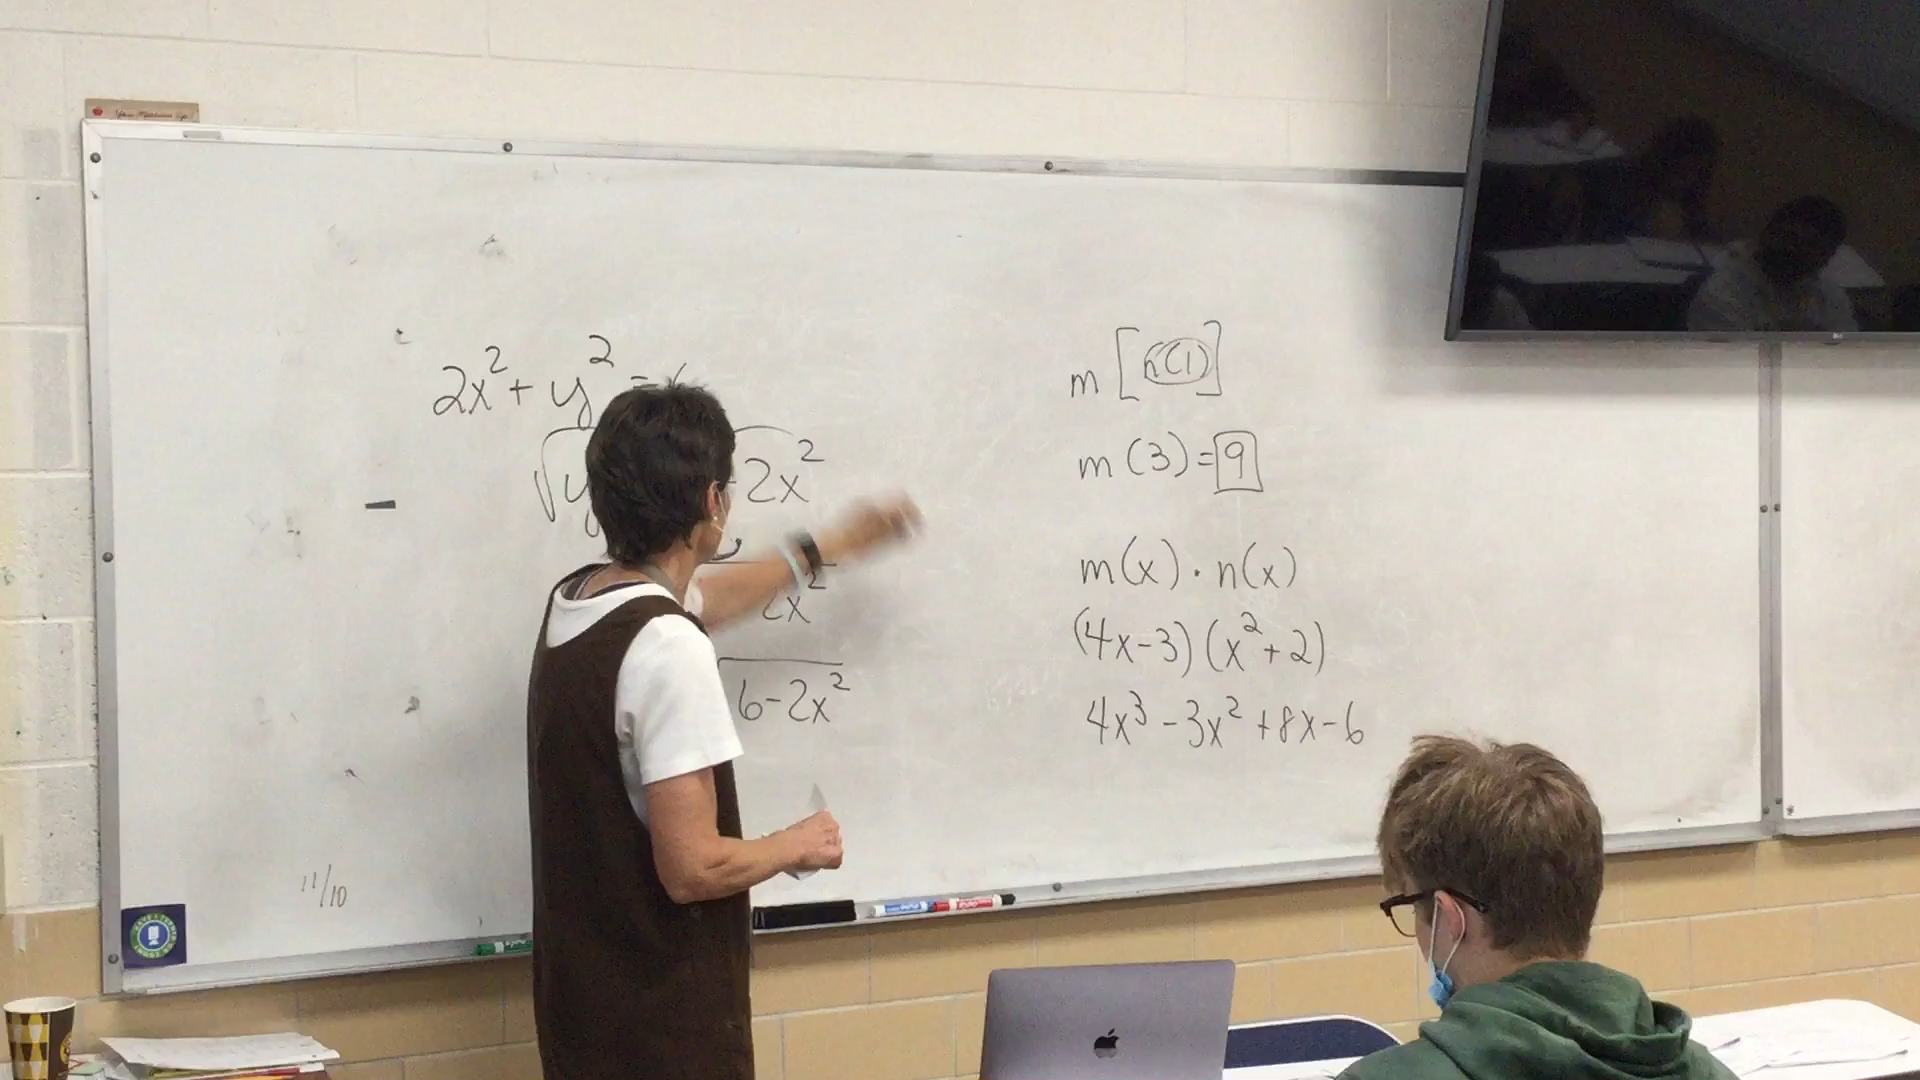 2x² + y² =
√y 2x²
2x²
6-2x²
m[n(1)]
m(3)=9
m(x)·n(x)
(4x-3)(x²+2)
4x³-3x²+8x-6
11/10